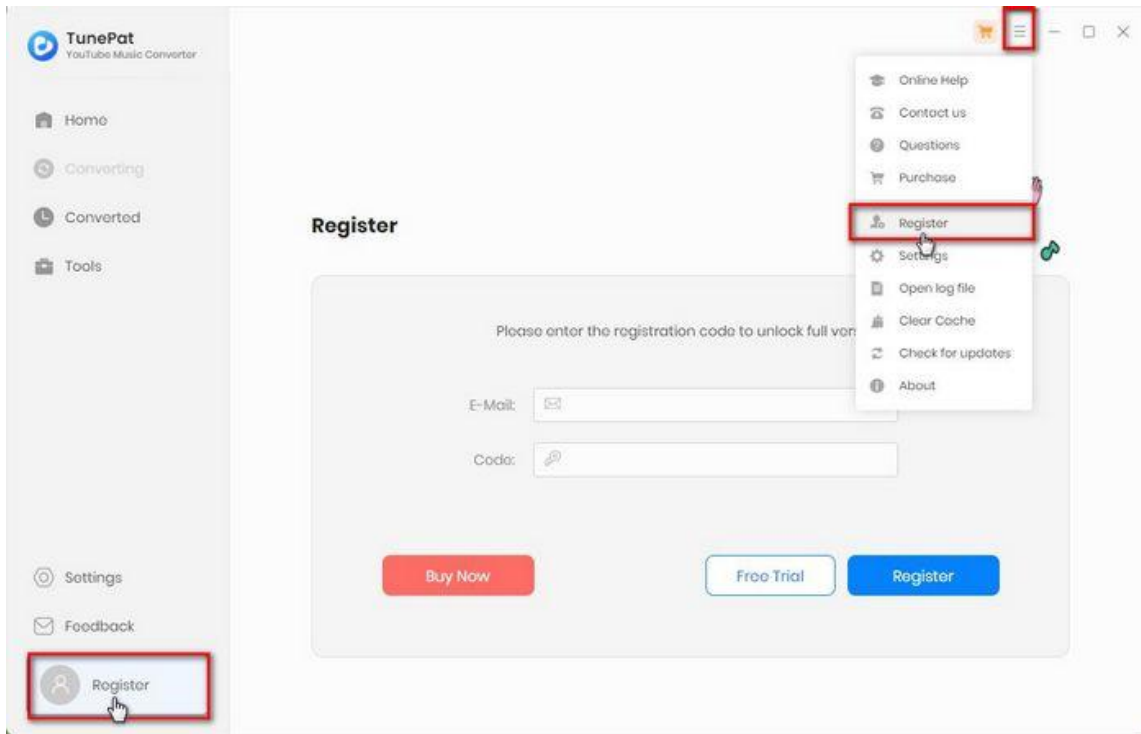 TunePat
YouTube Music Converter
Home
Converting
Converted
Tools
Settings
Feedback
Register
Online Help
Contact us
Questions
Purchase
Register
Settings
Open log file
Clear Cache
Check for updates
About
Register
Please enter the registration code to unlock full
E-Mail:
Code:
Buy Now
Free Trial
Register